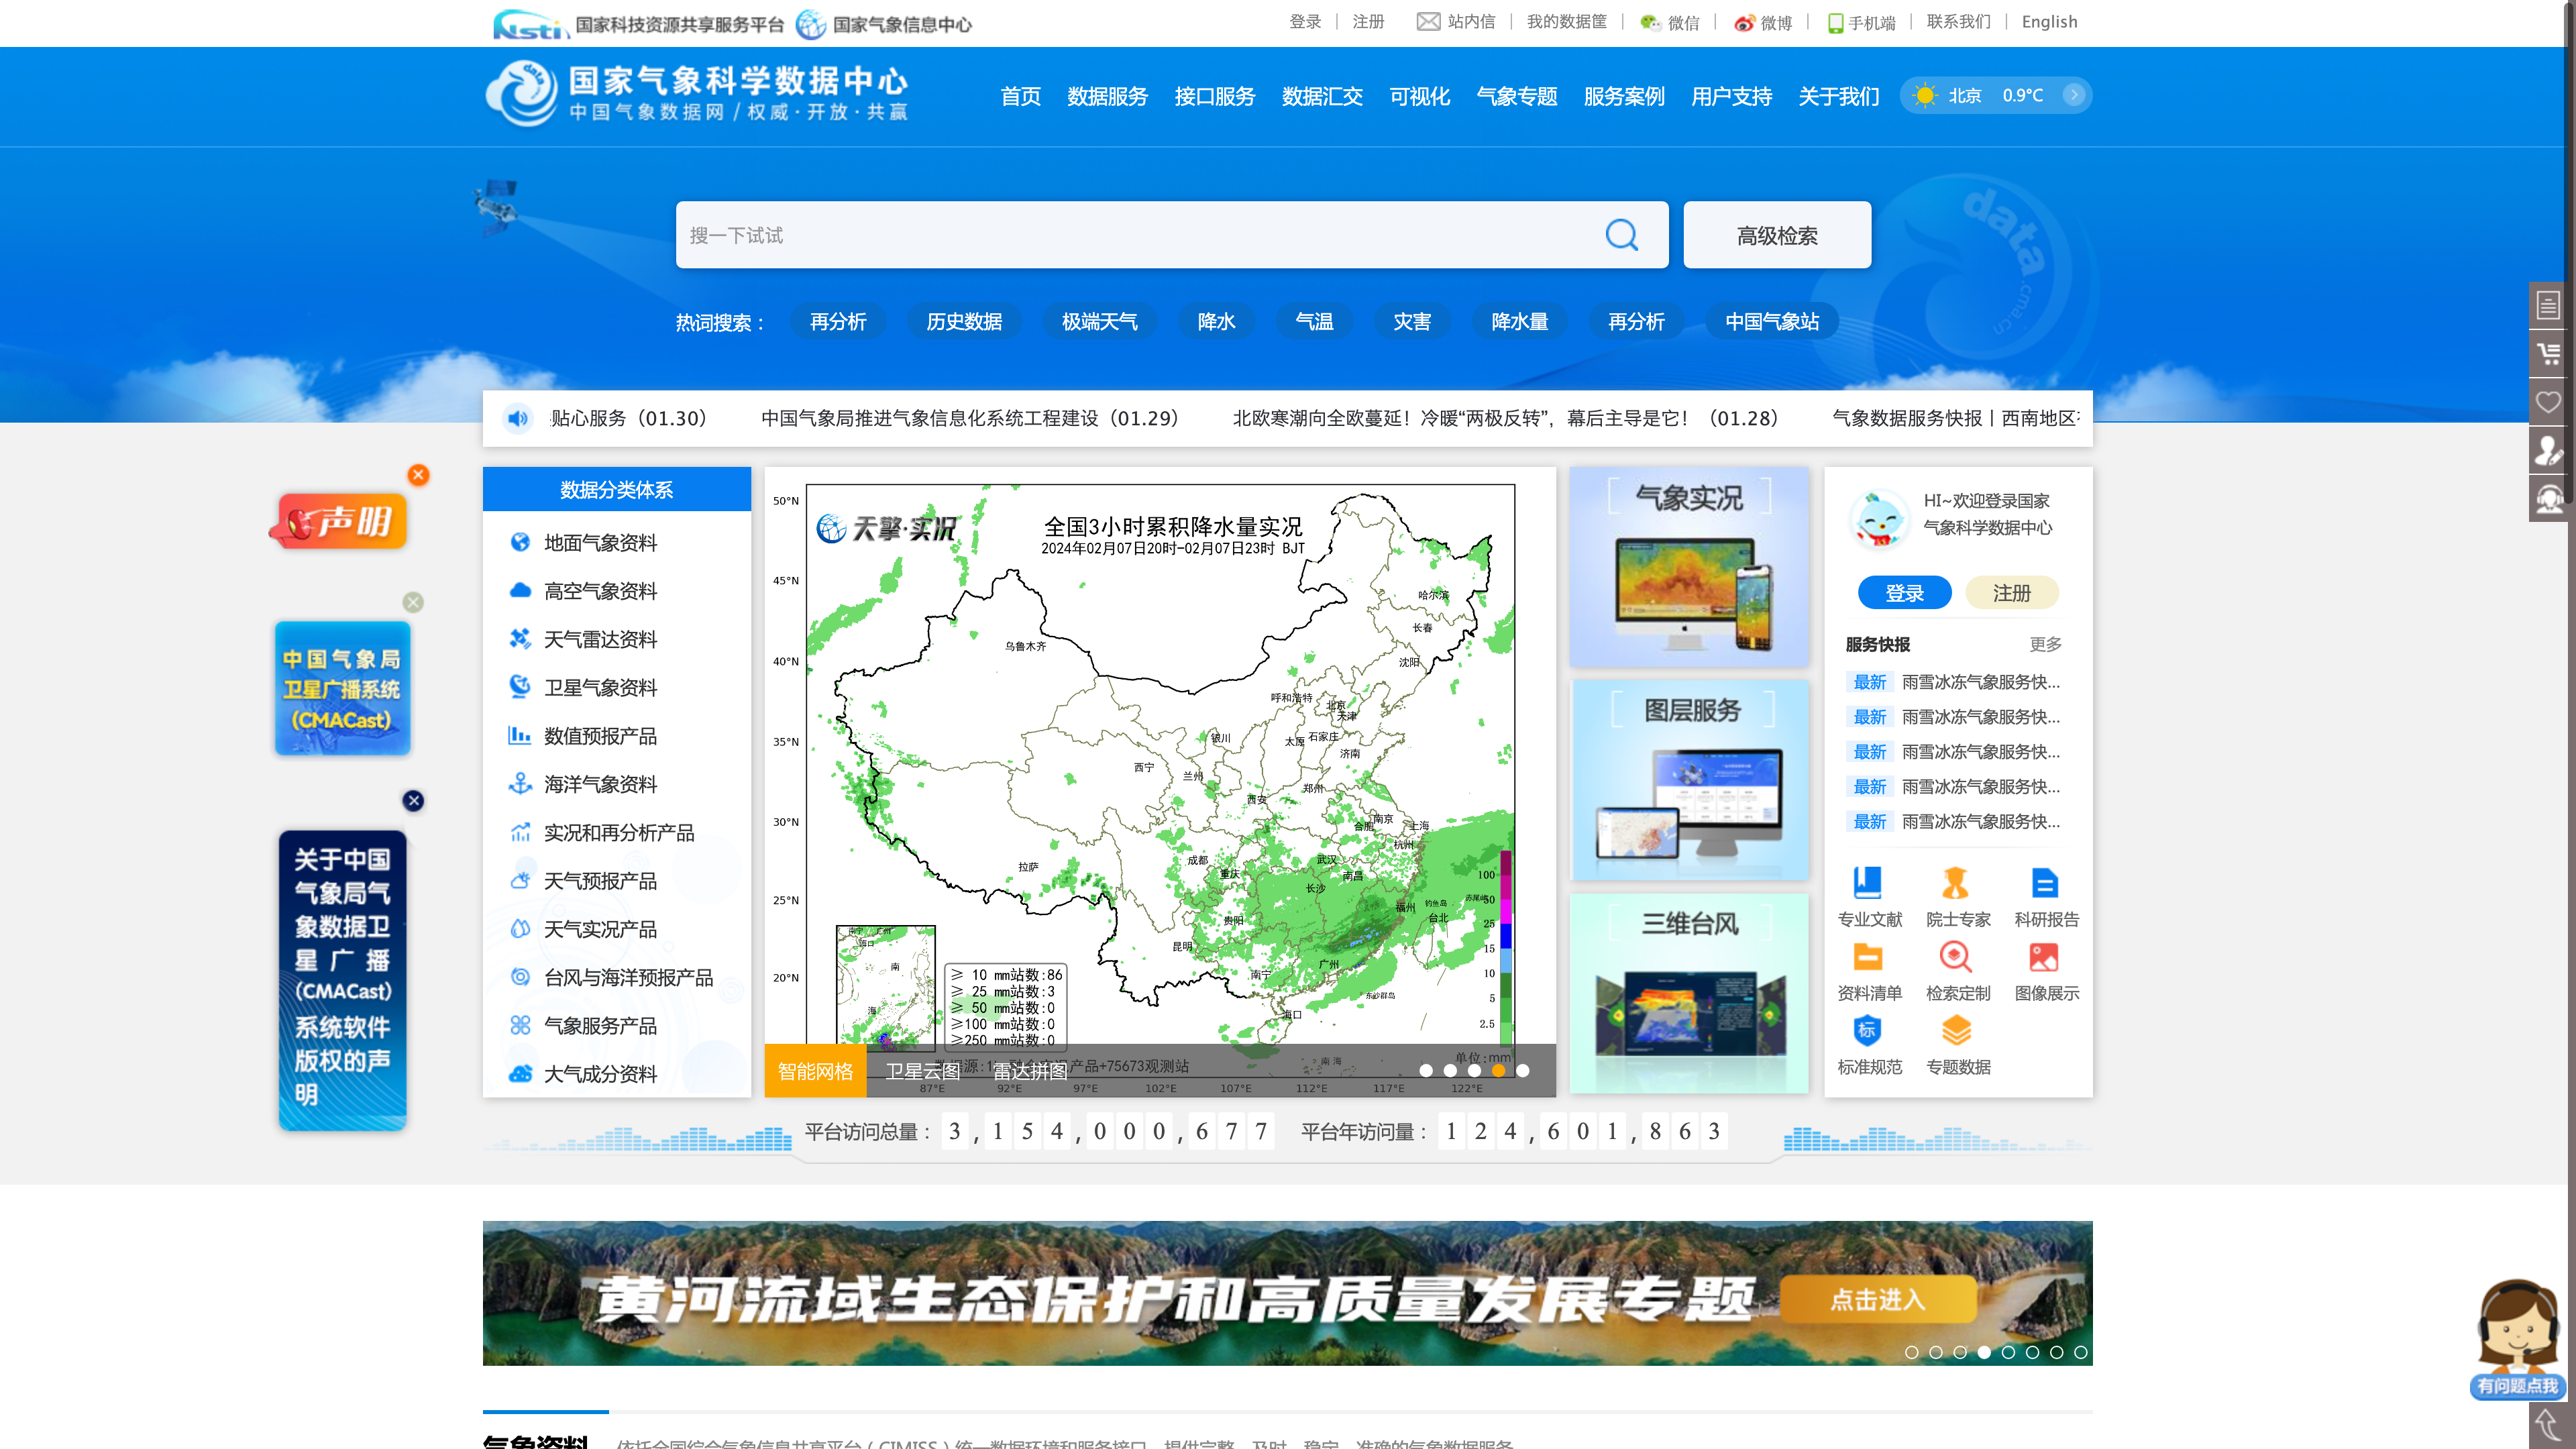 Nsti 国家科技资源共享服务平台 国家气象信息中心
登录 | 注册 站内信 | 我的数据筐 | 微信 | 微博 | 手机端 | 联系我们 | English
data 国家气象科学数据中心
中国气象数据网 / 权威·开放·共赢
首页 数据服务 接口服务 数据汇交 可视化 气象专题 服务案例 用户支持 关于我们
北京 0.9℃
搜一下试试
高级检索
data.cma.cn
热词搜索：
再分析 历史数据 极端天气 降水 气温 灾害 降水量 再分析 中国气象站
贴心服务（01.30） 中国气象局推进气象信息化系统工程建设（01.29） 北欧寒潮向全欧蔓延！冷暖“两极反转”，幕后主导是它！（01.28） 气象数据服务快报丨西南地区
声明
中国气象局
卫星广播系统
(CMACast)
关于中国
气象局气
象数据卫
星广播
(CMACast)
系统软件
版权的声
明
数据分类体系
地面气象资料
高空气象资料
天气雷达资料
卫星气象资料
数值预报产品
海洋气象资料
实况和再分析产品
天气预报产品
天气实况产品
台风与海洋预报产品
气象服务产品
大气成分资料
天擎·实况
全国3小时累积降水量实况
2024年02月07日20时-02月07日23时 BJT
50°N
45°N
40°N
35°N
30°N
25°N
20°N
哈尔滨
长春
沈阳
乌鲁木齐
呼和浩特
北京
天津
石家庄
太原
银川
济南
西宁
兰州
郑州
西安
南京
合肥
上海
杭州
成都
武汉
重庆
南昌
长沙
拉萨
贵阳
福州
钓鱼岛
赤尾屿
台北
昆明
南宁
广州
东沙群岛
海口
南宁 广州
海口
南
海
南海
≥ 10 mm站数:86
≥ 25 mm站数:3
≥ 50 mm站数:0
≥100 mm站数:0
≥250 mm站数:0
100
50
25
15
10
5
2.5
单位:mm
产品+75673观测站
智能网格 卫星云图 雷达拼图
87°E 92°E 97°E 102°E 107°E 112°E 117°E 122°E
气象实况
图层服务
三维台风
HI~欢迎登录国家
气象科学数据中心
登录 注册
服务快报 更多
最新 雨雪冰冻气象服务快...
最新 雨雪冰冻气象服务快...
最新 雨雪冰冻气象服务快...
最新 雨雪冰冻气象服务快...
最新 雨雪冰冻气象服务快...
专业文献 院士专家 科研报告
资料清单 检索定制 图像展示
标
标准规范 专题数据
平台访问总量： 3,154,000,677 平台年访问量： 124,601,863
黄河流域生态保护和高质量发展专题 点击进入
有问题点我
气象资料 依托全国综合气象信息共享平台（CIMISS）统一数据环境和服务接口，提供完整、及时、稳定、准确的气象数据服务